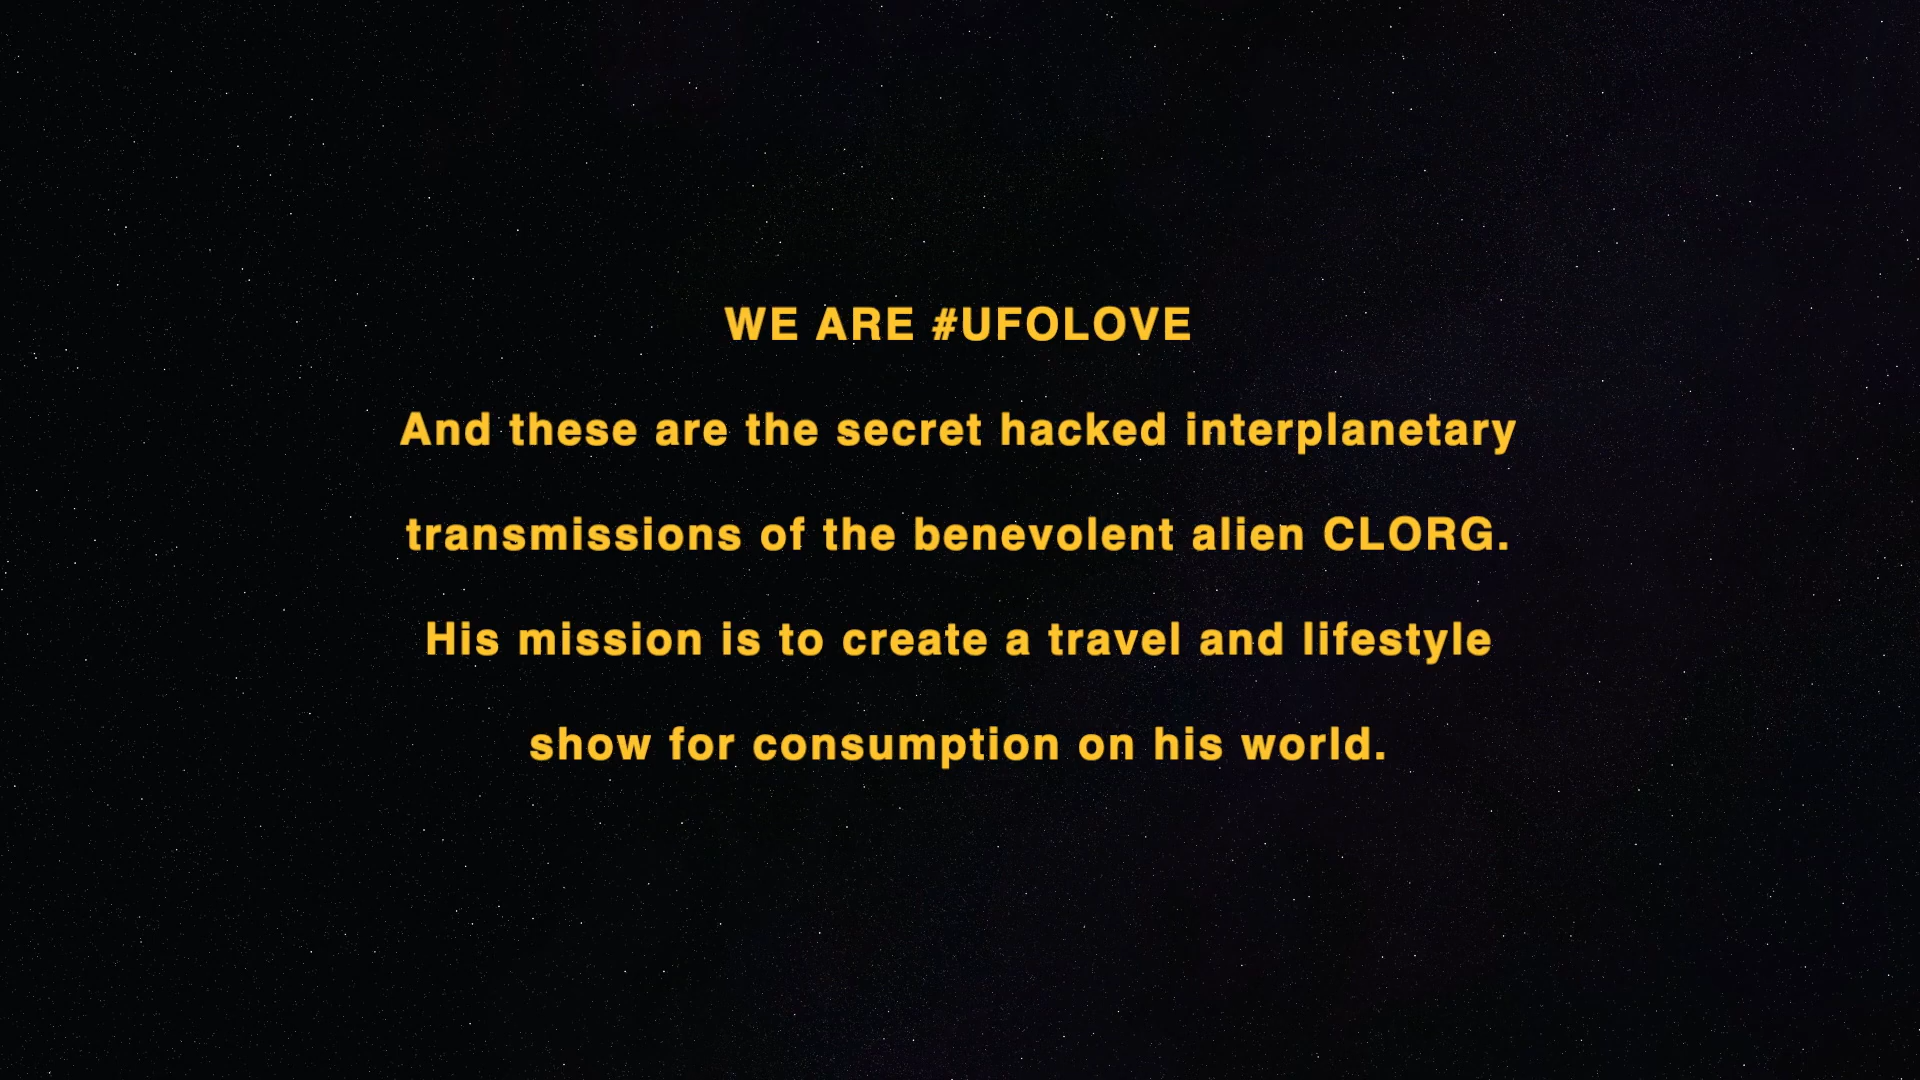 WE ARE #UFOLOVE
And these are the secret hacked interplanetary
transmissions of the benevolent alien CLORG.
His mission is to create a travel and lifestyle
show for consumption on his world.